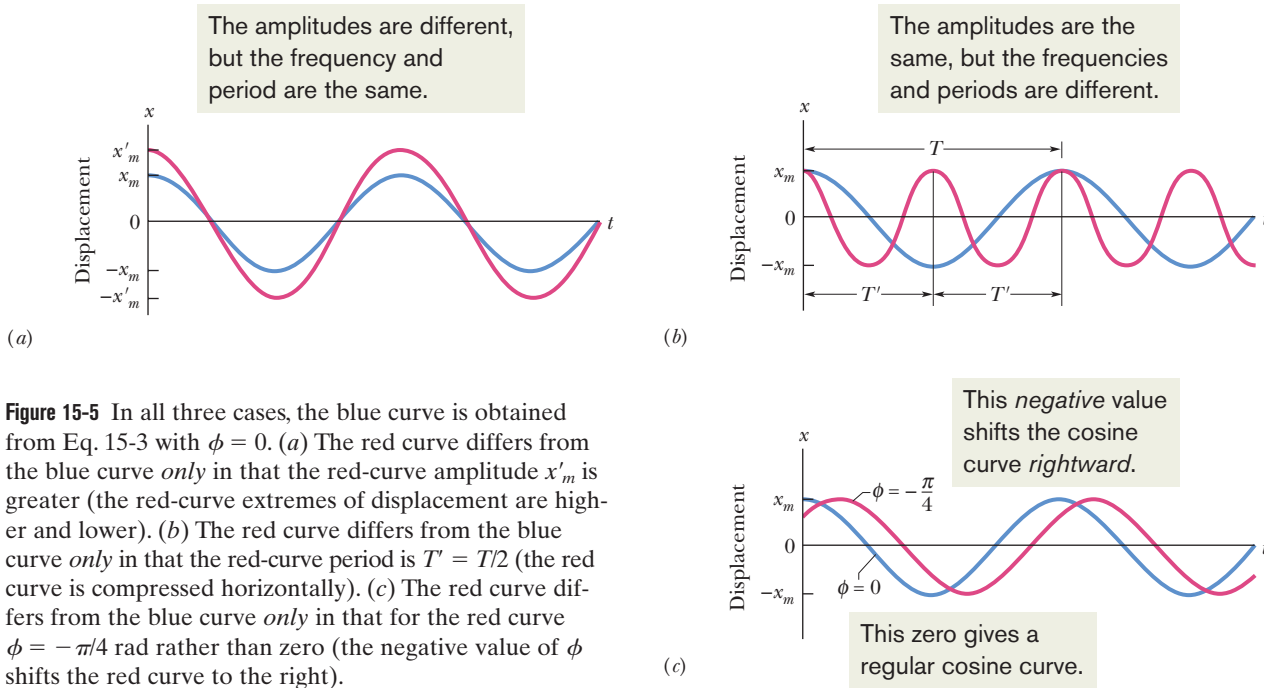 The amplitudes are different,
but the frequency and
period are the same.
x
x′m
xm
0
−xm
−x′m
Displacement
t
(a)
The amplitudes are the
same, but the frequencies
and periods are different.
x
T
xm
0
−xm
Displacement
T′
T′
t
(b)
Figure 15-5 In all three cases, the blue curve is obtained
from Eq. 15-3 with ϕ = 0. (a) The red curve differs from
the blue curve only in that the red-curve amplitude x′m is
greater (the red-curve extremes of displacement are high-
er and lower). (b) The red curve differs from the blue
curve only in that the red-curve period is T′ = T/2 (the red
curve is compressed horizontally). (c) The red curve dif-
fers from the blue curve only in that for the red curve
ϕ = −π/4 rad rather than zero (the negative value of ϕ
shifts the red curve to the right).
This negative value
shifts the cosine
curve rightward.
x
xm
0
−xm
Displacement
ϕ = −π/4
ϕ = 0
t
This zero gives a
regular cosine curve.
(c)